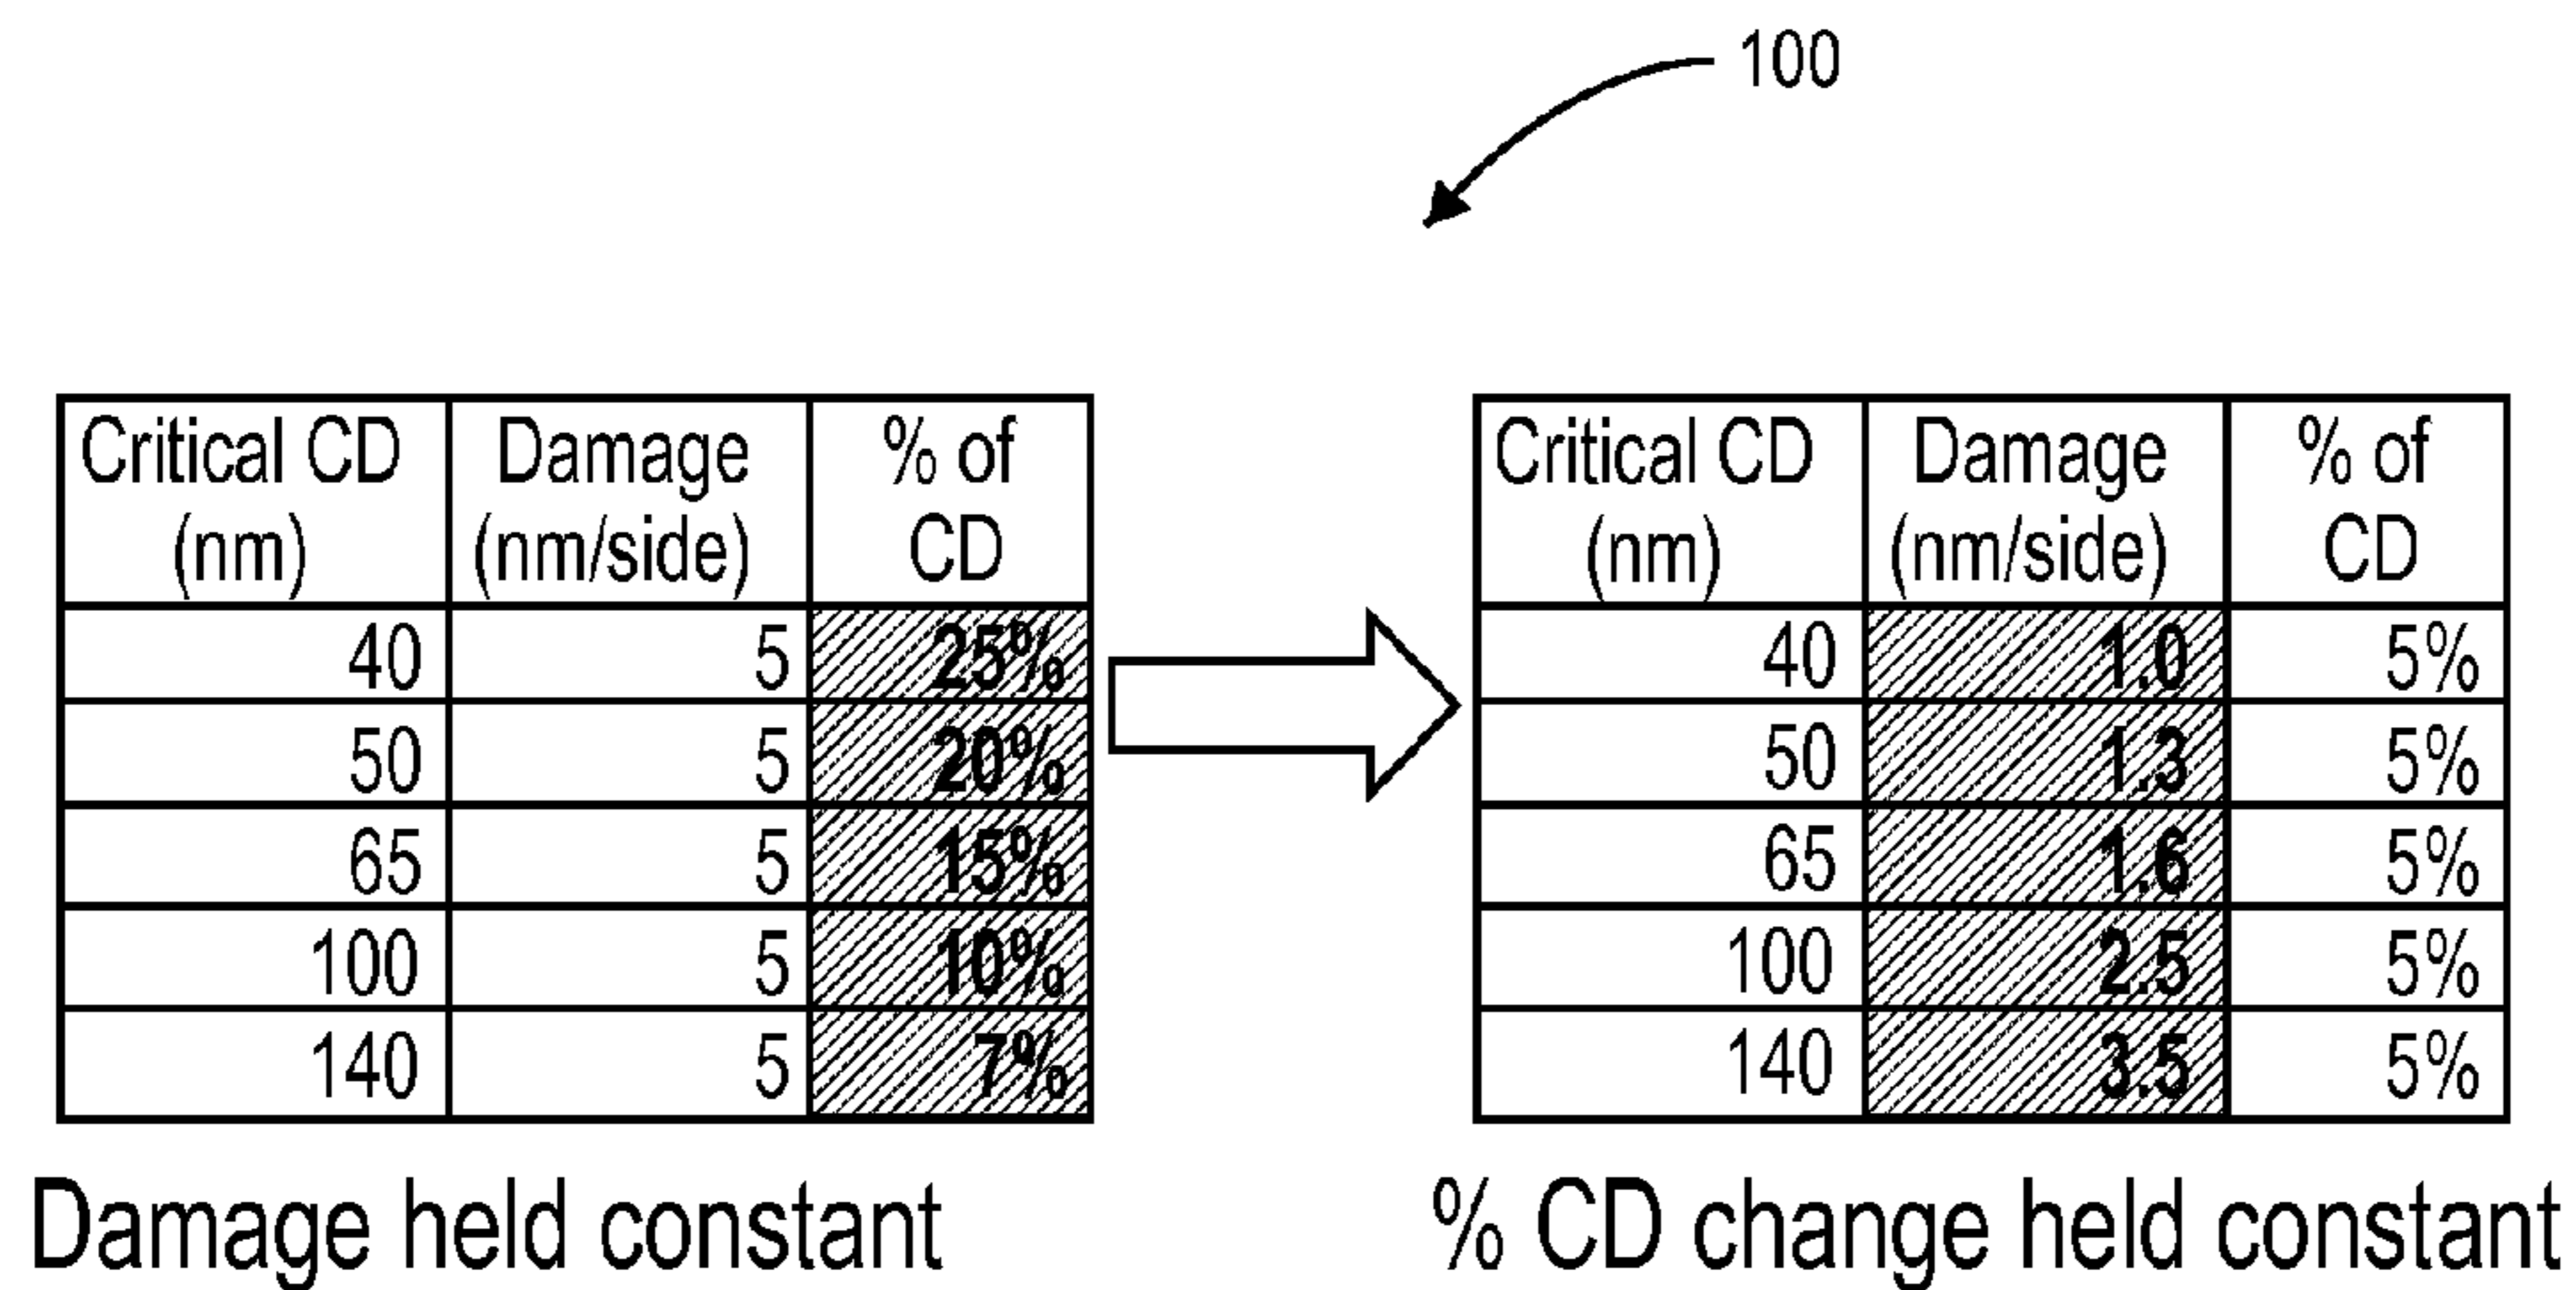 100
Critical CD (nm) Damage (nm/side) % of CD
40 5 25%
50 5 20%
65 5 15%
100 5 10%
140 5 7%
Damage held constant
Critical CD (nm) Damage (nm/side) % of CD
40 1.0 5%
50 1.3 5%
65 1.6 5%
100 2.5 5%
140 3.5 5%
% CD change held constant